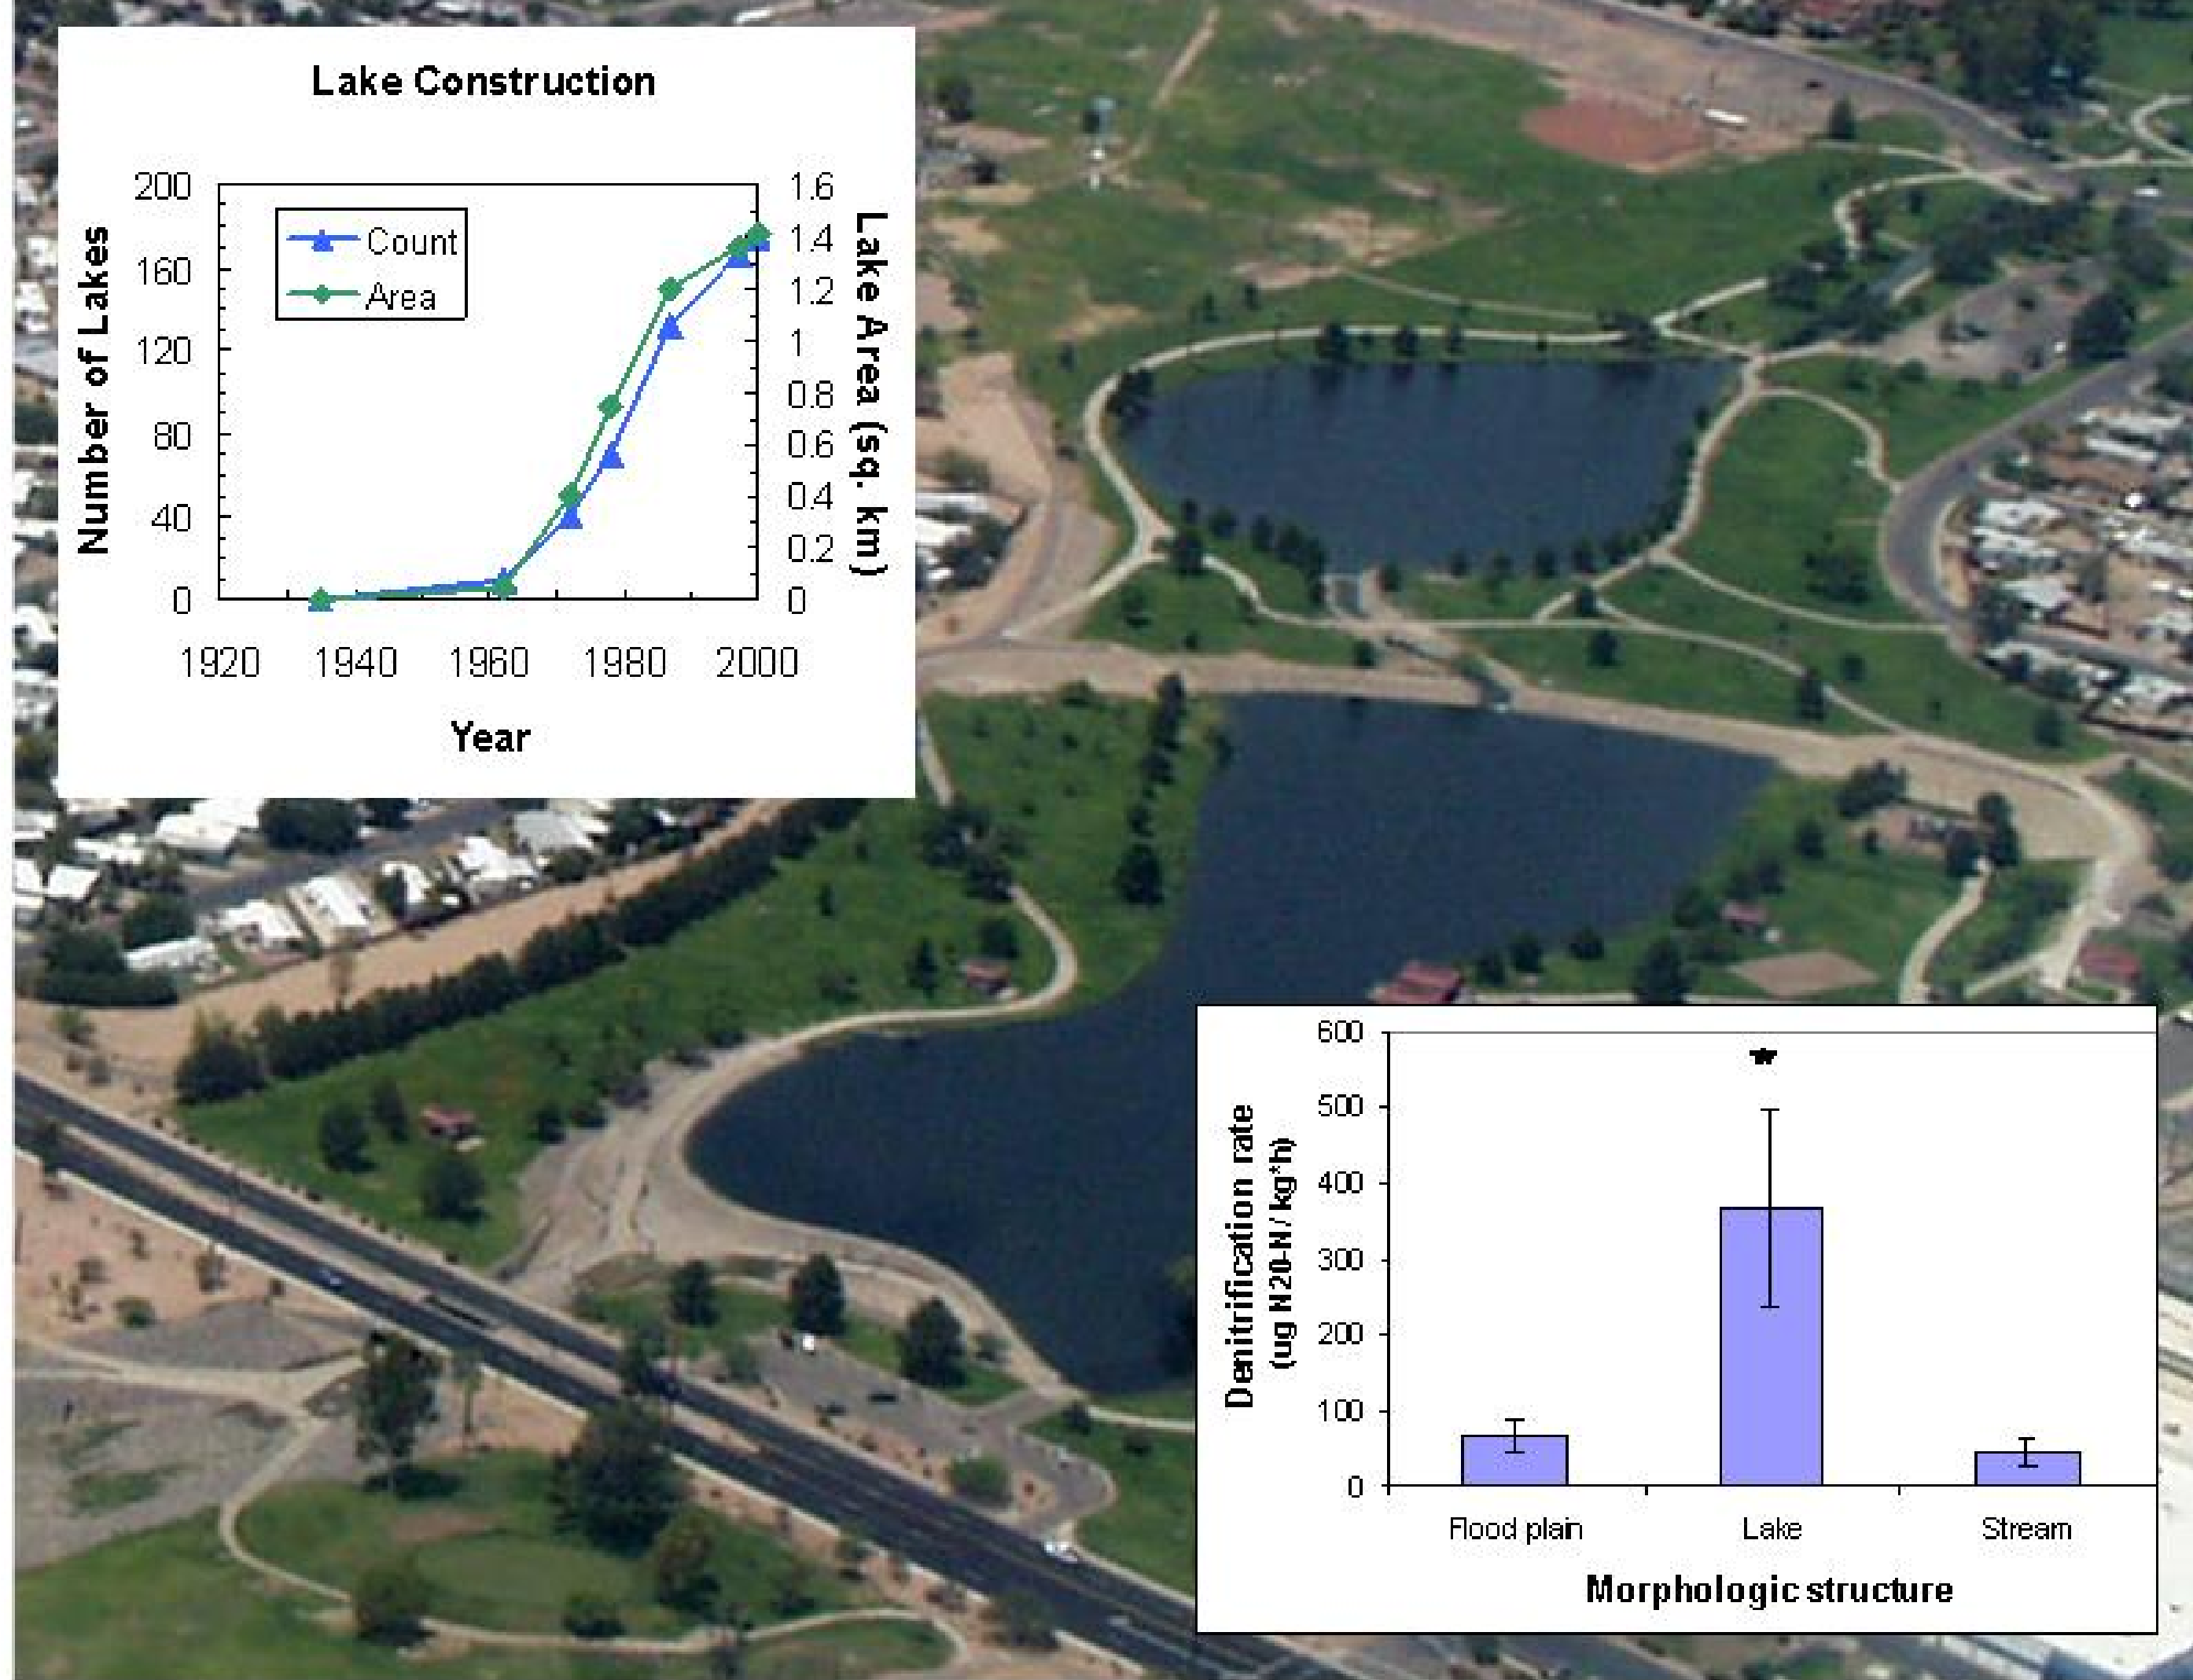 Lake Construction
Number of Lakes
200
160
120
80
40
0
Count
Area
1.6
1.4
1.2
1
0.8
0.6
0.4
0.2
0
Lake Area (sq. km)
1920 1940 1960 1980 2000
Year
Denitrification rate
(ug N20-N/kg*h)
600
500
400
300
200
100
0
*
Flood plain Lake Stream
Morphologic structure